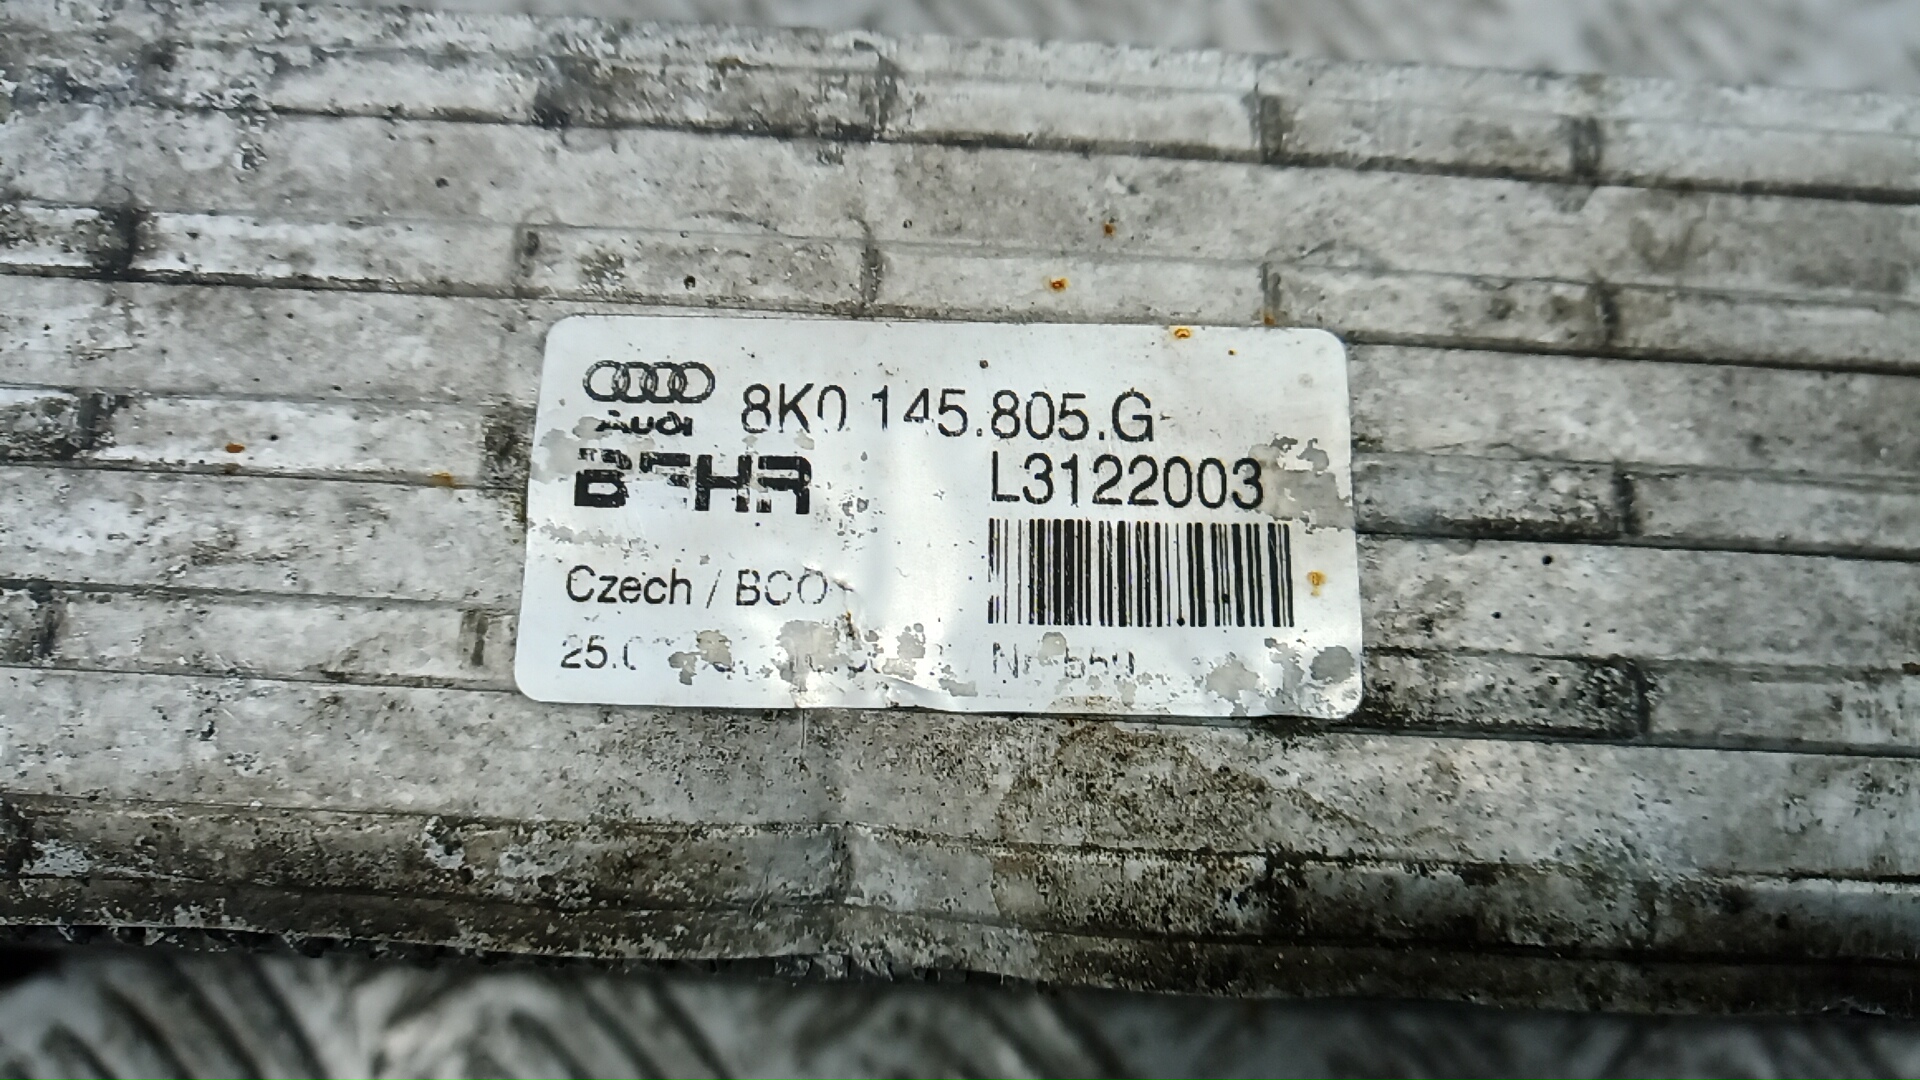 Audi 8K0.145.805.G
BEHR L3122003
Czech / BCO